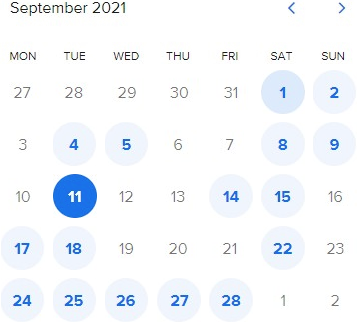 September 2021
MON TUE WED THU FRI SAT SUN
27 28 29 30 31 1 2
3 4 5 6 7 8 9
10 11 12 13 14 15 16
17 18 19 20 21 22 23
24 25 26 27 28 1 2